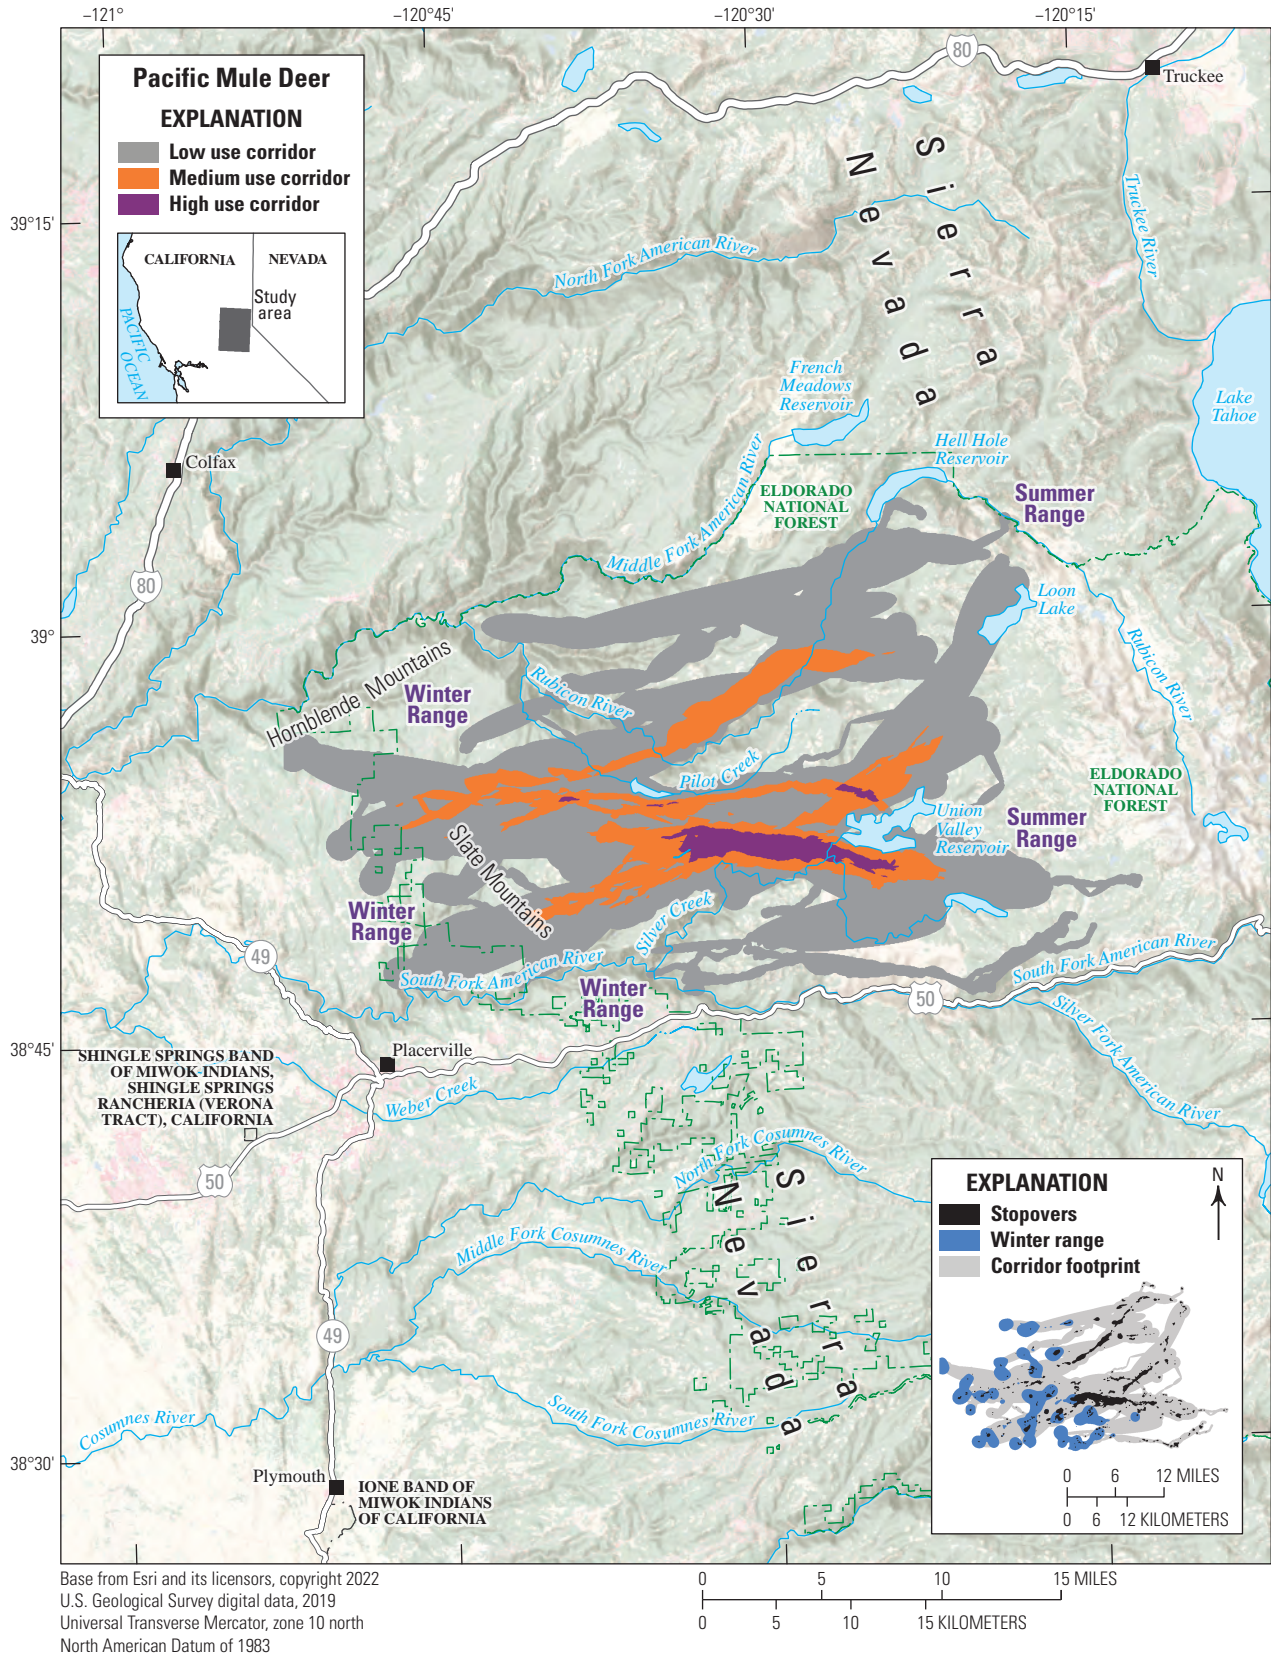 −121°
−120°45'
−120°30'
−120°15'
Pacific Mule Deer
EXPLANATION
Low use corridor
Medium use corridor
High use corridor
CALIFORNIA
NEVADA
Study
area
PACIFIC
OCEAN
80
Truckee
Sierra
Nevada
Truckee River
39°15'
North Fork American River
French
Meadows
Reservoir
Lake
Tahoe
Hell Hole
Reservoir
Colfax
Middle Fork American River
ELDORADO
NATIONAL
FOREST
Summer
Range
80
Loon
Lake
39°
Hornblende Mountains
Rubicon River
Winter
Range
Rubicon River
Pilot Creek
ELDORADO
NATIONAL
FOREST
Union
Valley
Reservoir
Summer
Range
Slate Mountains
Winter
Range
Silver Creek
49
South Fork American River
South Fork American River
Winter
Range
50
Silver Fork American River
38°45'
Placerville
SHINGLE SPRINGS BAND
OF MIWOK-INDIANS,
SHINGLE SPRINGS
RANCHERIA (VERONA
TRACT), CALIFORNIA
Weber Creek
50
North Fork Cosumnes River
Sierra
Nevada
Middle Fork Cosumnes River
49
South Fork Cosumnes River
Cosumnes River
38°30'
Plymouth
IONE BAND OF
MIWOK INDIANS
OF CALIFORNIA
EXPLANATION
N
Stopovers
Winter range
Corridor footprint
0 6 12 MILES
0 6 12 KILOMETERS
Base from Esri and its licensors, copyright 2022
U.S. Geological Survey digital data, 2019
Universal Transverse Mercator, zone 10 north
North American Datum of 1983
0 5 10 15 MILES
0 5 10 15 KILOMETERS